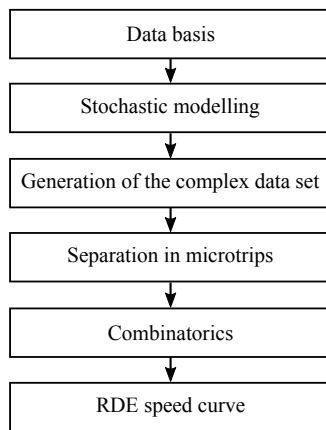 Data basis
Stochastic modelling
Generation of the complex data set
Separation in microtrips
Combinatorics
RDE speed curve